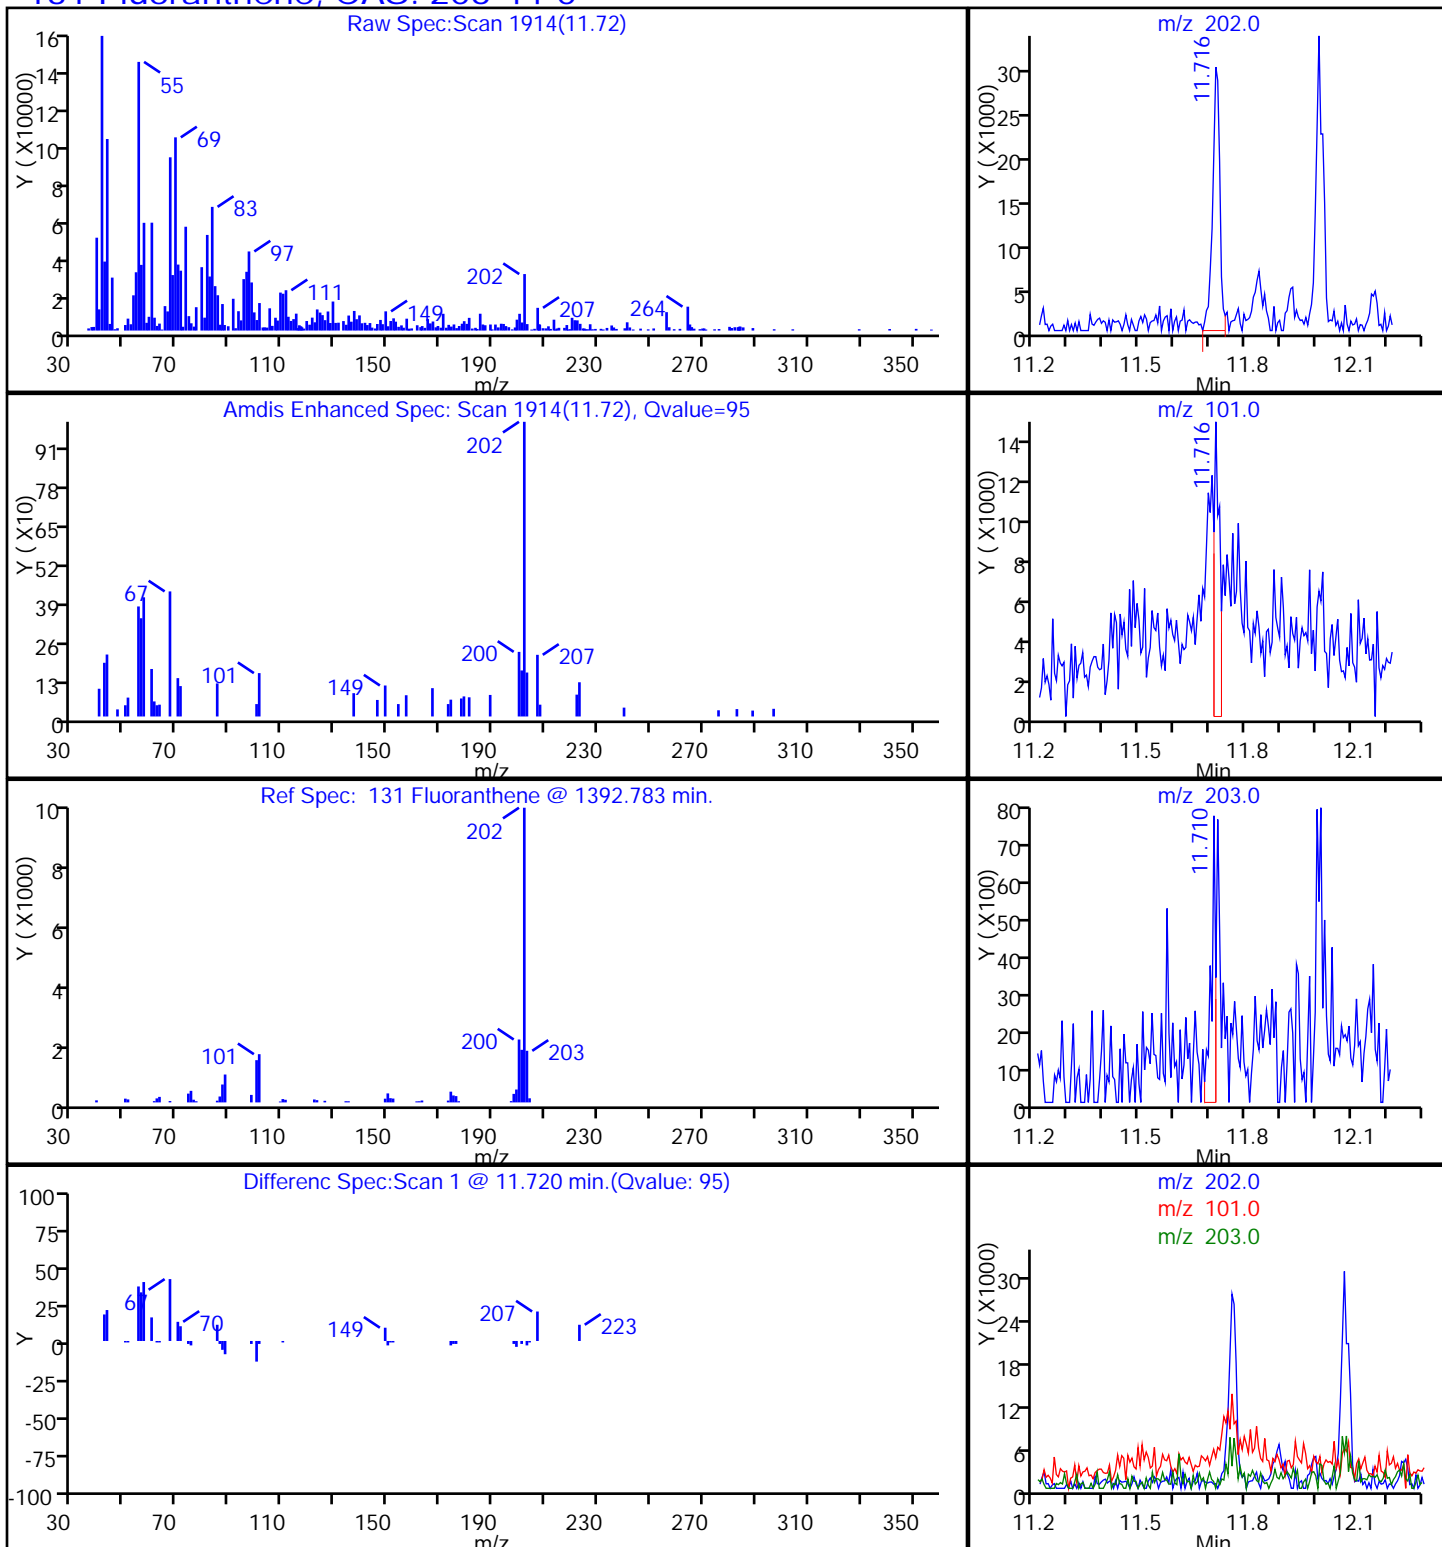 Raw Spec:Scan 1914(11.72)
Y ( X10000)
16
14
12
10
8
6
4
2
0
55
69
83
97
111
149
202
207
264
30 70 110 150 190 230 270 310 350
m/z
m/z 202.0
Y ( X1000)
30
25
20
15
10
5
0
11.716
11.2 11.5 11.8 12.1
Min
Amdis Enhanced Spec: Scan 1914(11.72), Qvalue=95
Y ( X10)
91
78
65
52
39
26
13
0
67
101
149
200
202
207
30 70 110 150 190 230 270 310 350
m/z
m/z 101.0
Y ( X1000)
14
12
10
8
6
4
2
0
11.716
11.2 11.5 11.8 12.1
Min
Ref Spec: 131 Fluoranthene @ 1392.783 min.
Y ( X1000)
10
8
6
4
2
0
101
200
202
203
30 70 110 150 190 230 270 310 350
m/z
m/z 203.0
Y ( X100)
80
70
60
50
40
30
20
10
0
11.710
11.2 11.5 11.8 12.1
Min
Differenc Spec:Scan 1 @ 11.720 min.(Qvalue: 95)
Y
100
75
50
25
0
-25
-50
-75
-100
67
70
149
207
223
30 70 110 150 190 230 270 310 350
m/z
m/z 202.0
m/z 101.0
m/z 203.0
Y ( X1000)
30
24
18
12
6
0
11.2 11.5 11.8 12.1
Min